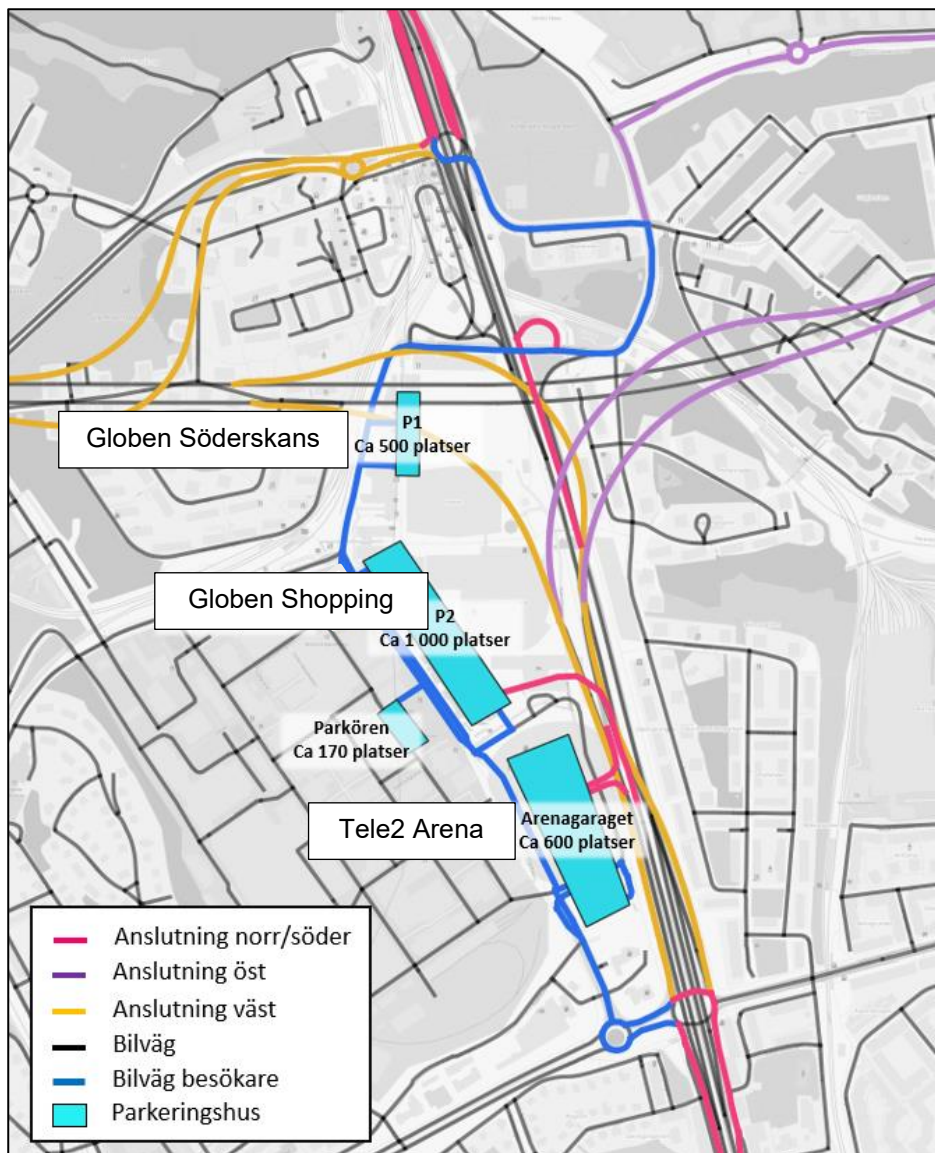 Globen Söderskans
P1
Ca 500 platser
Globen Shopping
P2
Ca 1 000 platser
Parkören
Ca 170 platser
Tele2 Arena
Arenagaraget
Ca 600 platser
Anslutning norr/söder
Anslutning öst
Anslutning väst
Bilväg
Bilväg besökare
Parkeringshus